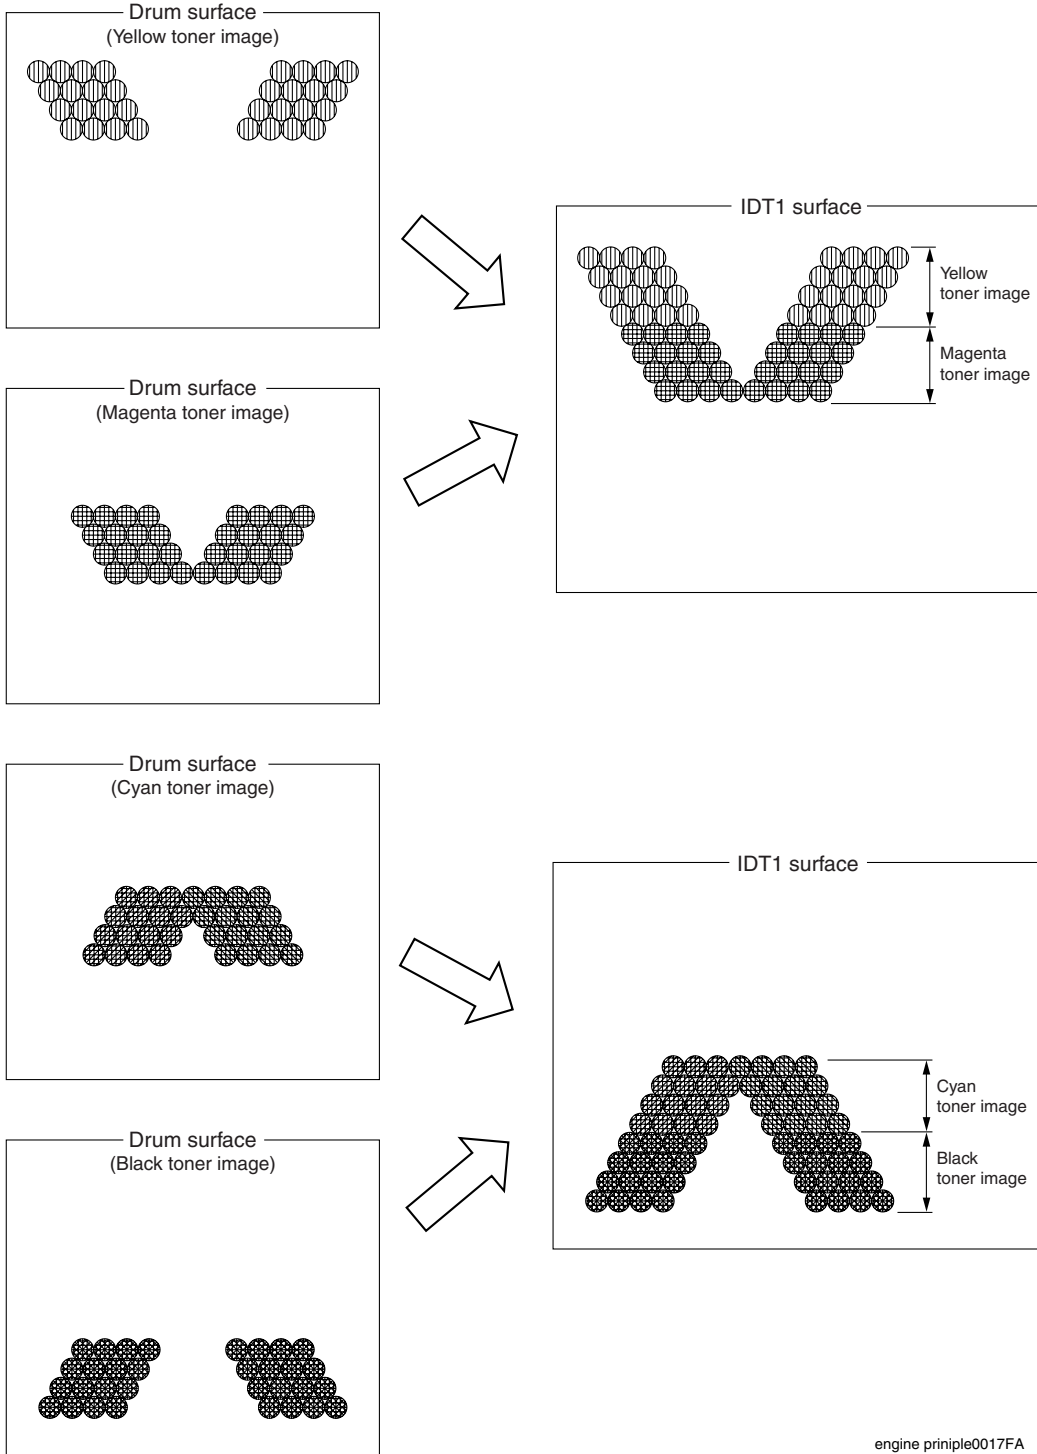 Drum surface
(Yellow toner image)
IDT1 surface
Yellow
toner image
Magenta
toner image
Drum surface
(Magenta toner image)
Drum surface
(Cyan toner image)
IDT1 surface
Cyan
toner image
Black
toner image
Drum surface
(Black toner image)
engine priniple0017FA